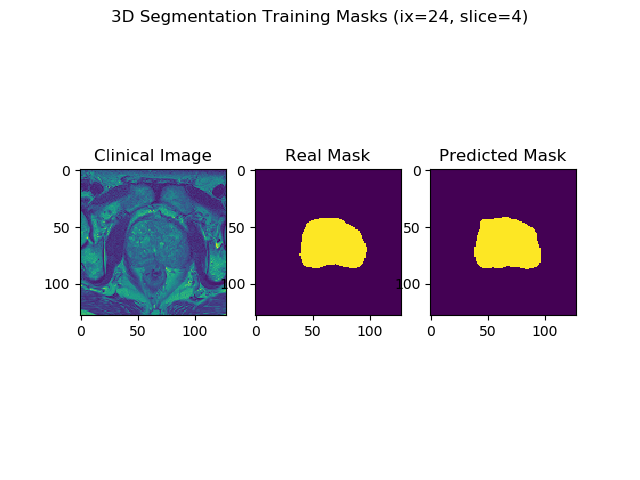 3D Segmentation Training Masks (ix=24, slice=4)
Clinical Image Real Mask Predicted Mask
0 0 0
50 50 50
100 100 100
0 50 100 0 50 100 0 50 100